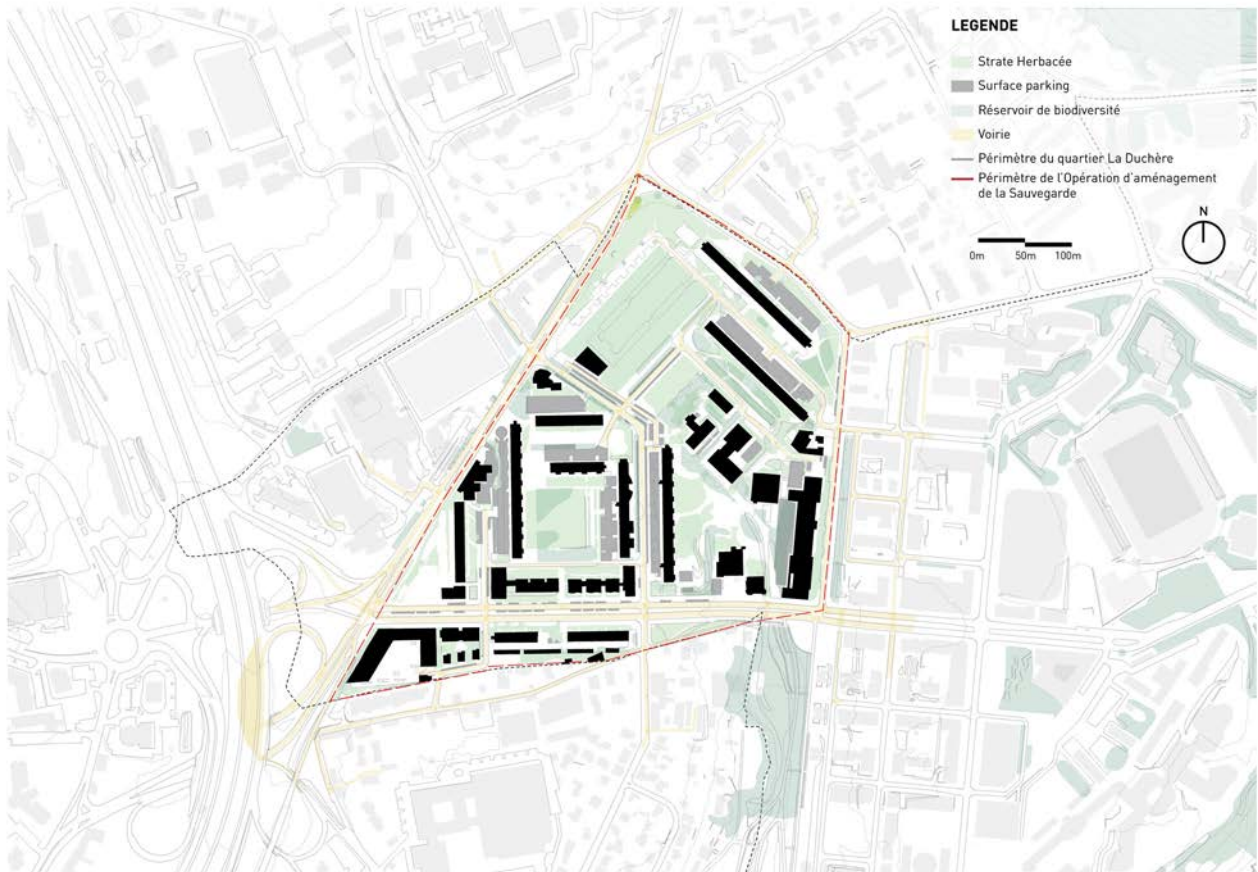 LEGENDE
Strate Herbacée
Surface parking
Réservoir de biodiversité
Voirie
Périmètre du quartier La Duchère
Périmètre de l'Opération d'aménagement
de la Sauvegarde
N
0m 50m 100m